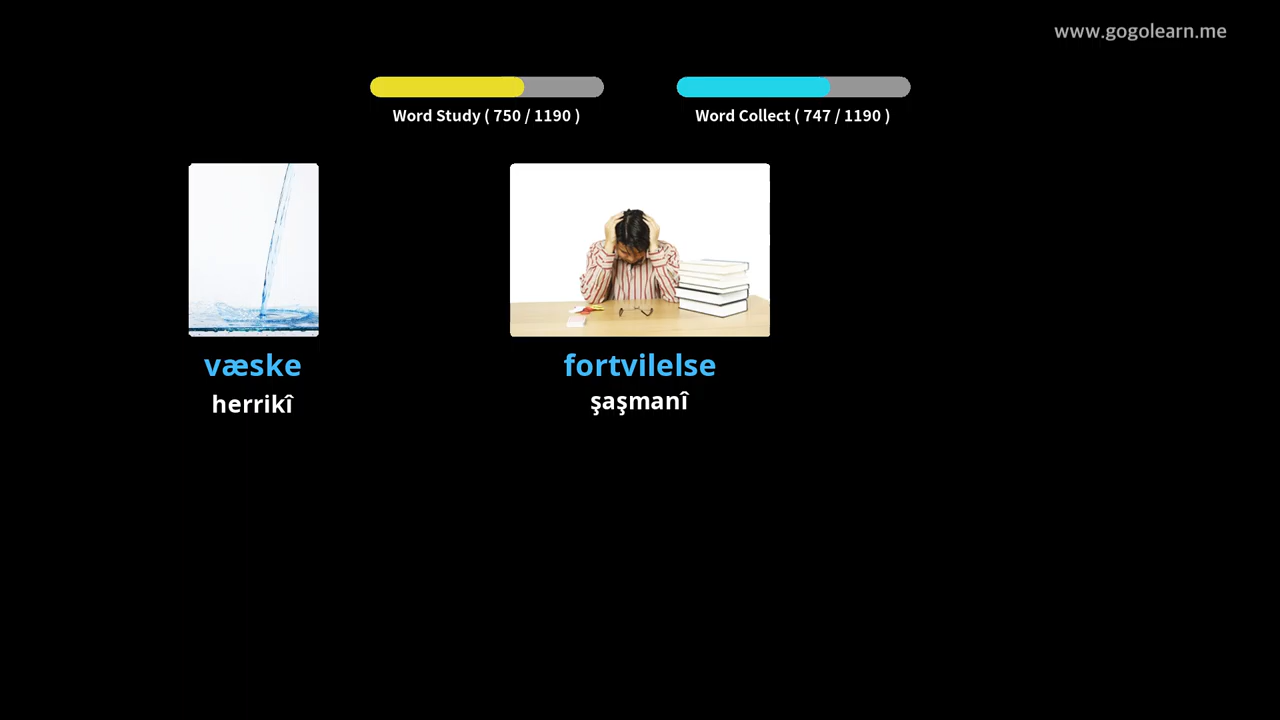 www.gogolearn.me
Word Study ( 750 / 1190 )
Word Collect ( 747 / 1190 )
væske
herrikî
fortvilelse
şaşmanî